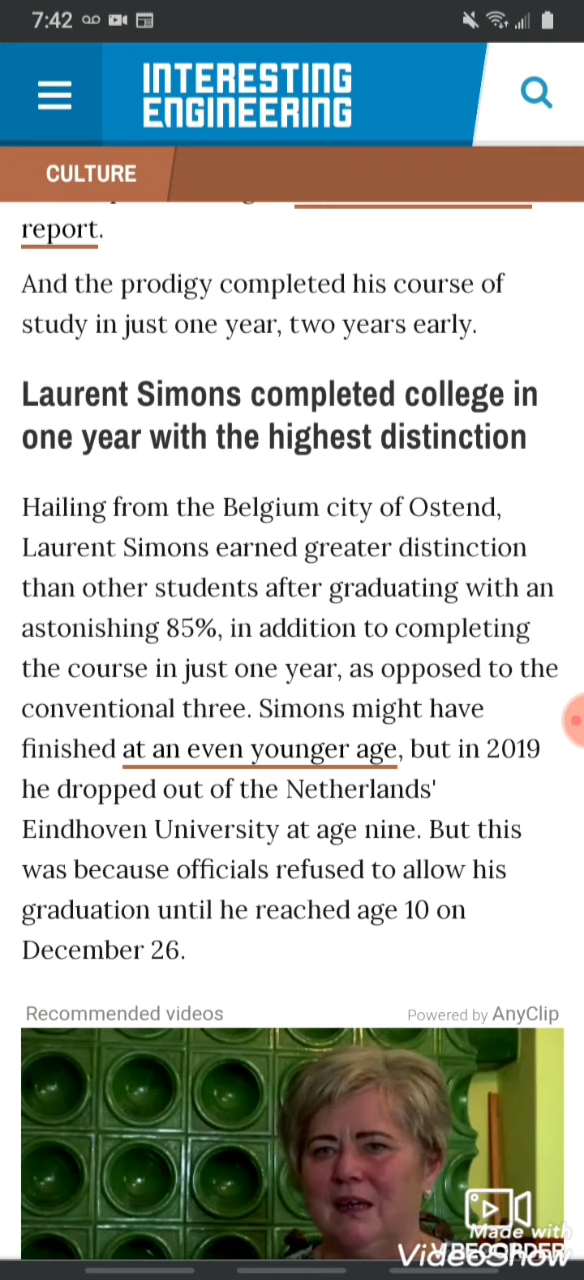 7:42
INTERESTING
ENGINEERING
CULTURE
report.
And the prodigy completed his course of
study in just one year, two years early.
Laurent Simons completed college in
one year with the highest distinction
Hailing from the Belgium city of Ostend,
Laurent Simons earned greater distinction
than other students after graduating with an
astonishing 85%, in addition to completing
the course in just one year, as opposed to the
conventional three. Simons might have
finished at an even younger age, but in 2019
he dropped out of the Netherlands'
Eindhoven University at age nine. But this
was because officials refused to allow his
graduation until he reached age 10 on
December 26.
Recommended videos
Powered by AnyClip
Made with
RECORDER
VideoShow